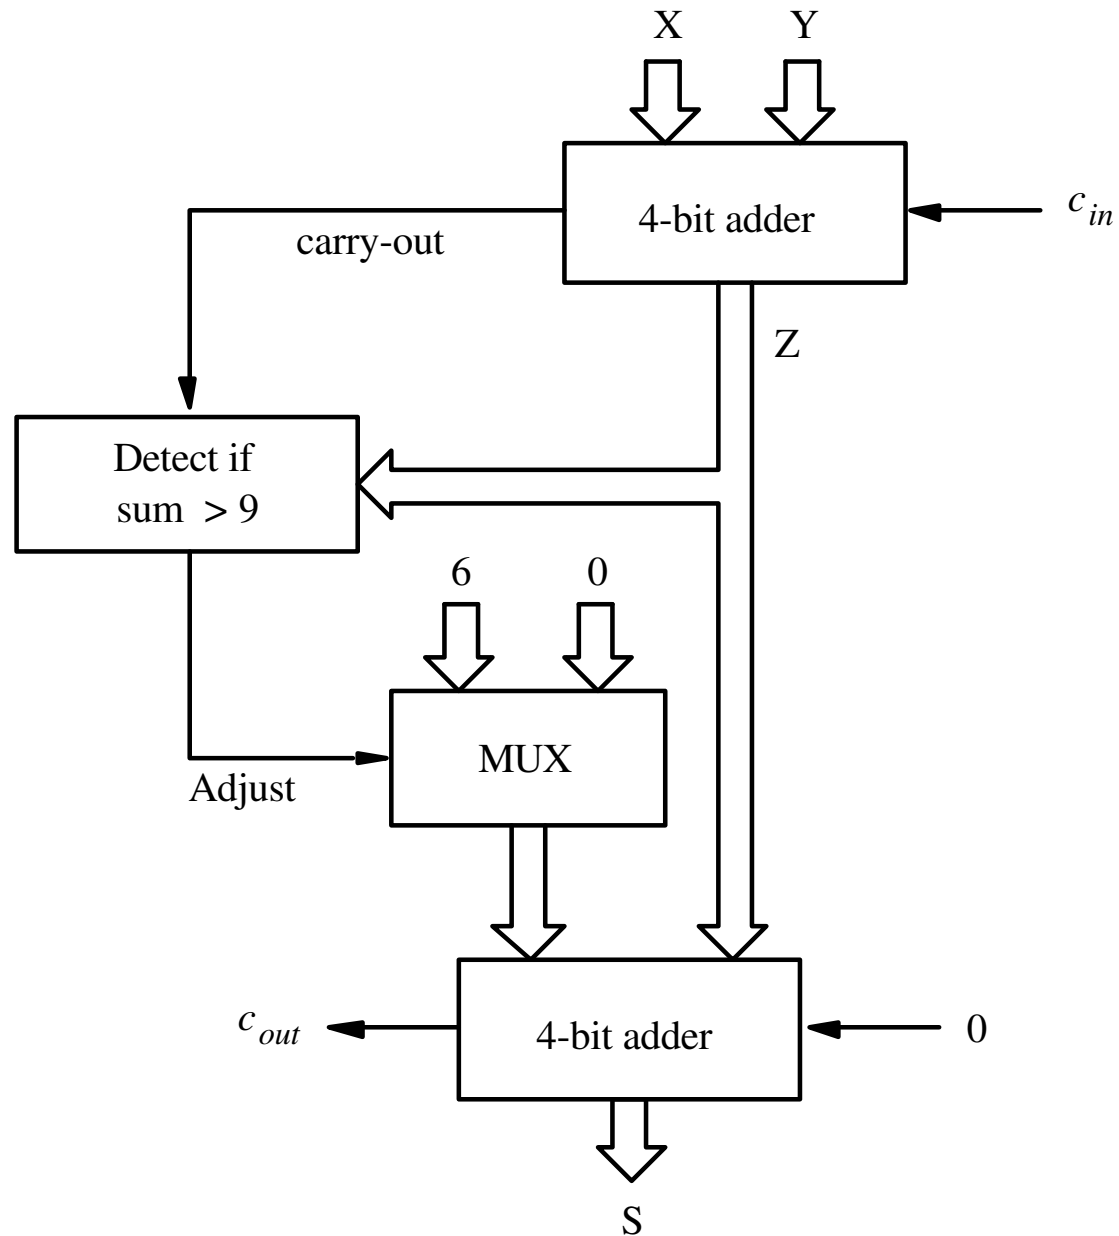 X Y
4-bit adder
c_in
carry-out
Z
Detect if
sum > 9
6 0
MUX
Adjust
c_out
4-bit adder
0
S